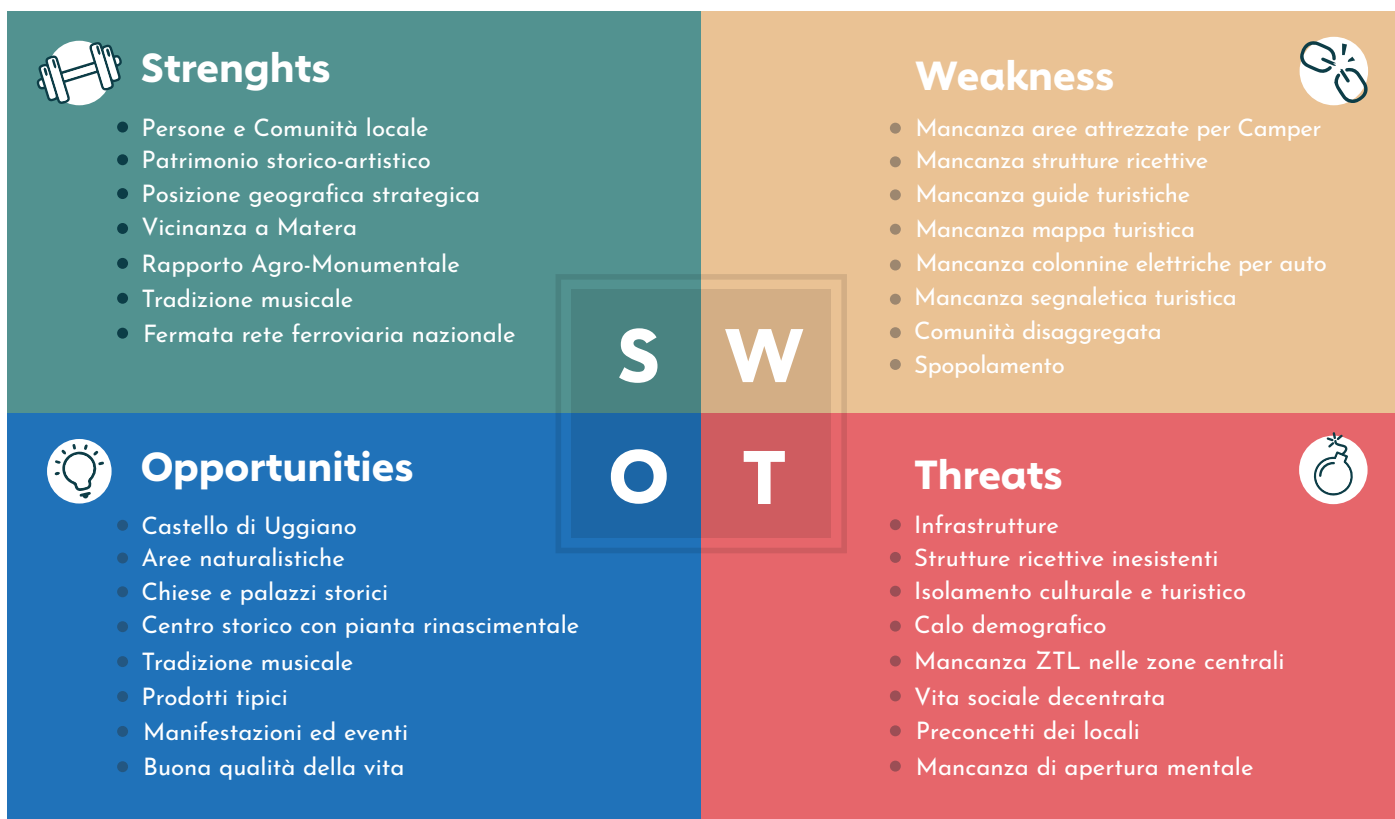 Strenghts
Persone e Comunità locale
Patrimonio storico-artistico
Posizione geografica strategica
Vicinanza a Matera
Rapporto Agro-Monumentale
Tradizione musicale
Fermata rete ferroviaria nazionale
Weakness
Mancanza aree attrezzate per Camper
Mancanza strutture ricettive
Mancanza guide turistiche
Mancanza mappa turistica
Mancanza colonnine elettriche per auto
Mancanza segnaletica turistica
Comunità disaggregata
Spopolamento
S W
O T
Opportunities
Castello di Uggiano
Aree naturalistiche
Chiese e palazzi storici
Centro storico con pianta rinascimentale
Tradizione musicale
Prodotti tipici
Manifestazioni ed eventi
Buona qualità della vita
Threats
Infrastrutture
Strutture ricettive inesistenti
Isolamento culturale e turistico
Calo demografico
Mancanza ZTL nelle zone centrali
Vita sociale decentrata
Preconcetti dei locali
Mancanza di apertura mentale